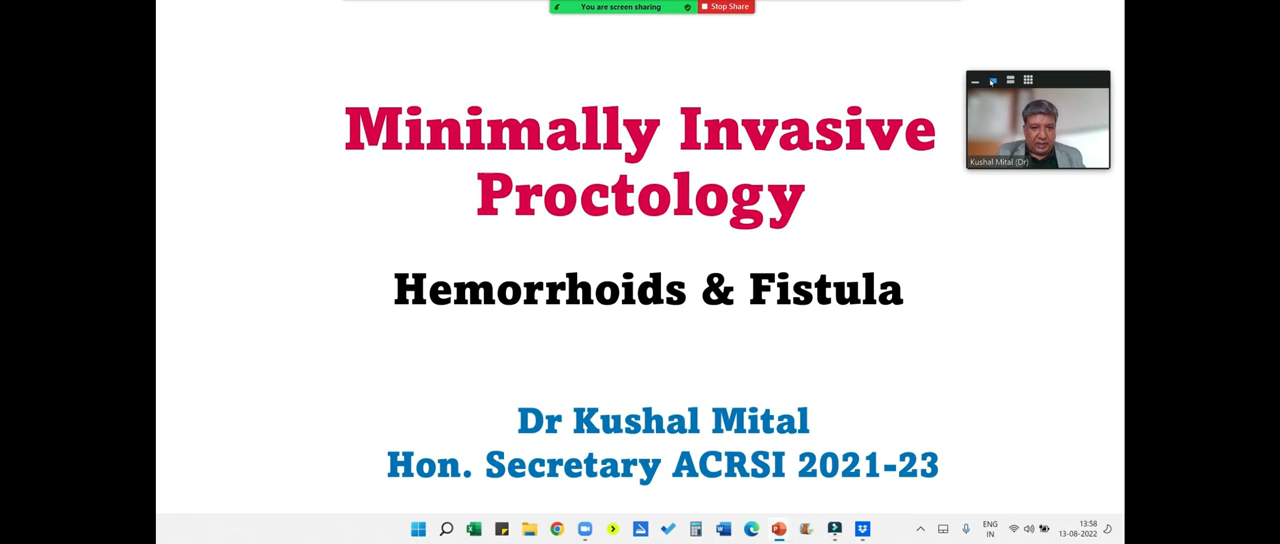 You are screen sharing
Stop Share
Minimally Invasive
Proctology
Kushal Mital (Dr)
Hemorrhoids & Fistula
Dr Kushal Mital
Hon. Secretary ACRSI 2021-23
ENG
IN
13:58
13-08-2022